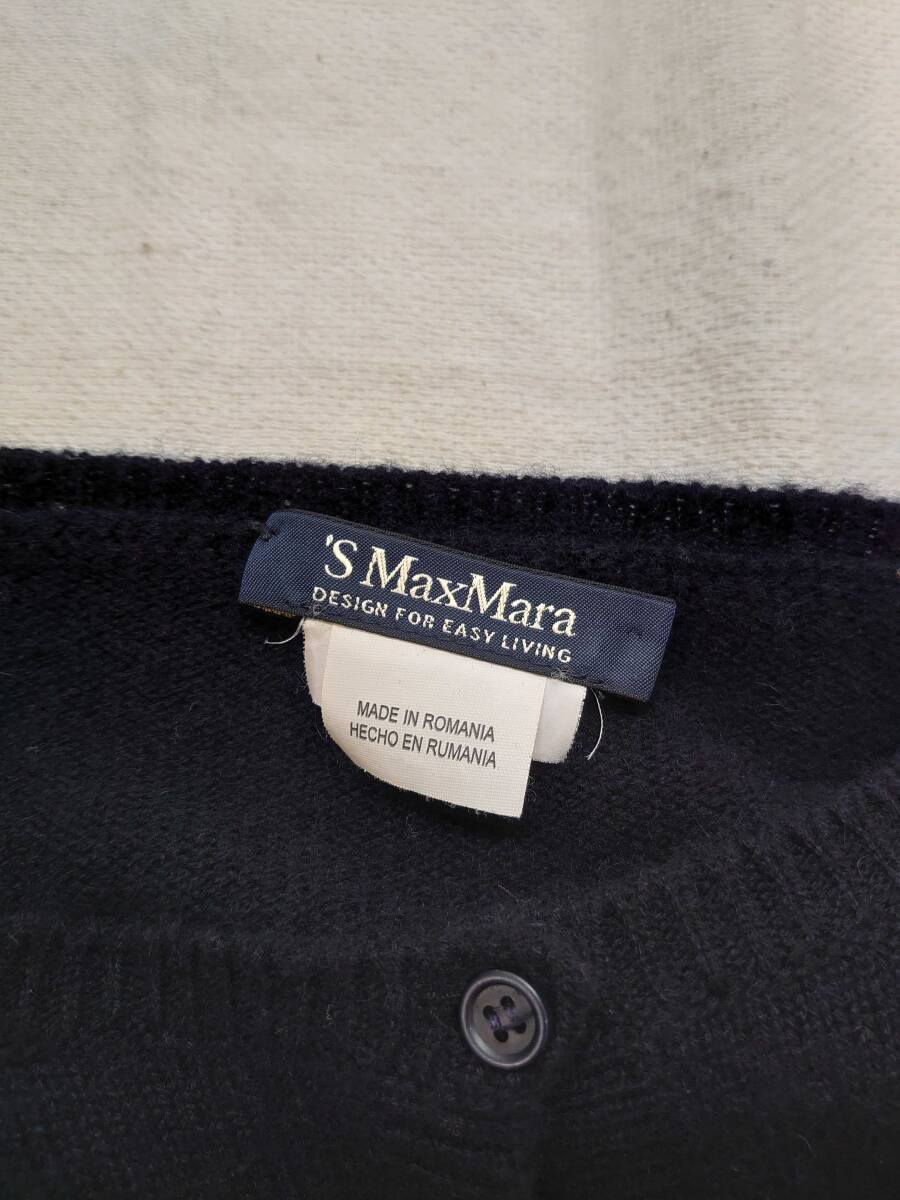 'S MaxMara
DESIGN FOR EASY LIVING
MADE IN ROMANIA
HECHO EN RUMANIA